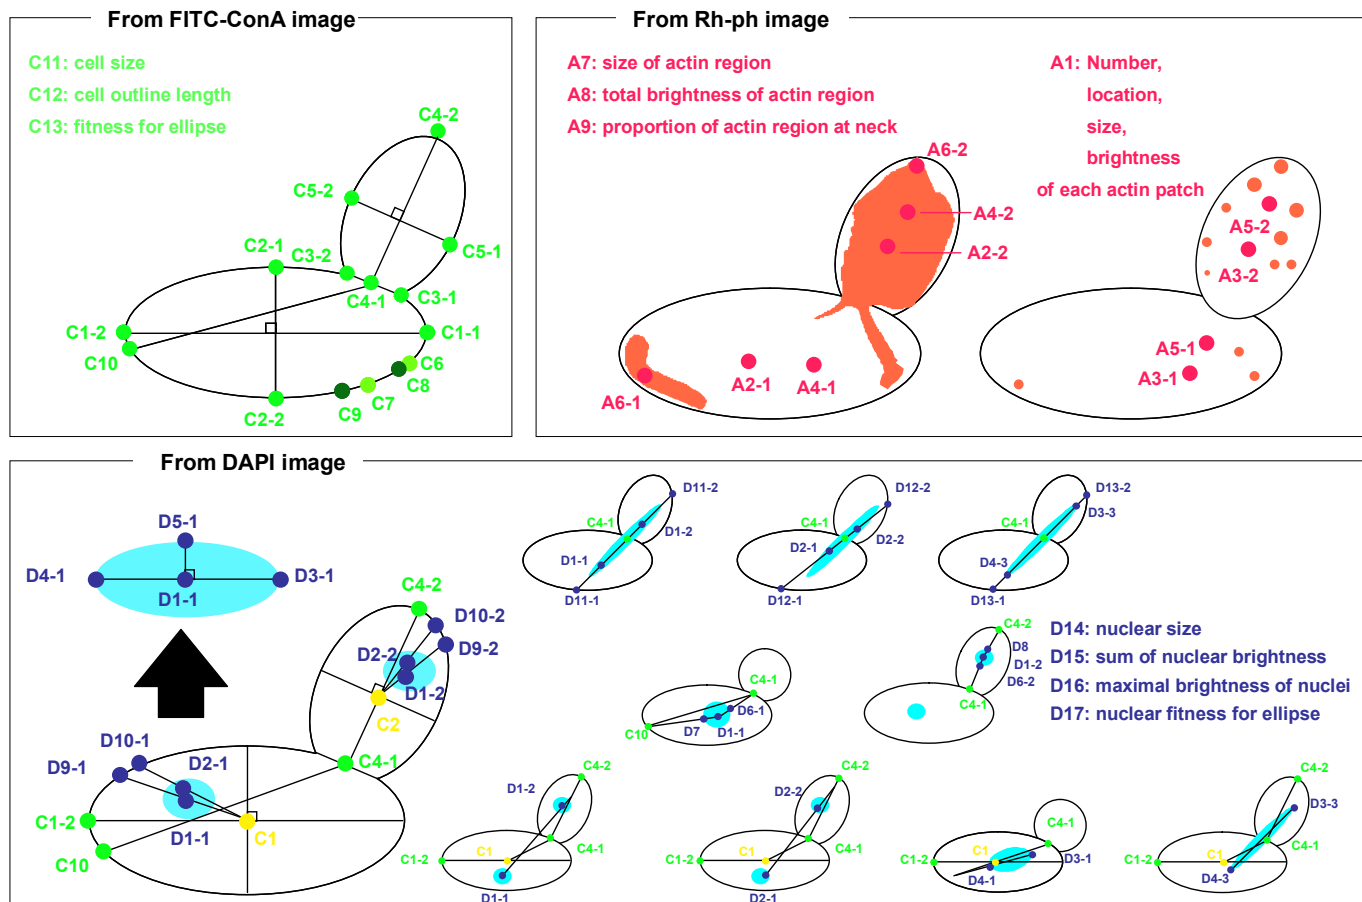 From FITC-ConA image
C11: cell size
C12: cell outline length
C13: fitness for ellipse
C4-2
C5-2
C5-1
C2-1
C3-2
C4-1
C3-1
C1-2
C1-1
C10
C6
C8
C7
C9
C2-2
From Rh-ph image
A7: size of actin region
A8: total brightness of actin region
A9: proportion of actin region at neck
A1: Number,
location,
size,
brightness
of each actin patch
A6-2
A4-2
A2-2
A6-1
A2-1
A4-1
A5-2
A3-2
A5-1
A3-1
From DAPI image
D5-1
D4-1
D3-1
D1-1
C4-2
D10-2
D9-2
D2-2
D1-2
C2
C4-1
D10-1
D9-1
D2-1
C1-2
D1-1
C1
C10
D11-2
C4-1
D1-2
D1-1
D11-1
D12-2
C4-1
D2-1
D2-2
D12-1
D13-2
D3-3
C4-1
D4-3
D13-1
C4-1
D6-1
C10
D7
D1-1
C4-2
D8
D1-2
D6-2
C4-1
D14: nuclear size
D15: sum of nuclear brightness
D16: maximal brightness of nuclei
D17: nuclear fitness for ellipse
C4-2
D1-2
C1
C1-2
C4-1
D1-1
C4-2
D2-2
C1
C1-2
C4-1
D2-1
C4-1
C1
C1-2
D3-1
D4-1
C4-2
D3-3
C4-1
C1-2
C1
D4-3